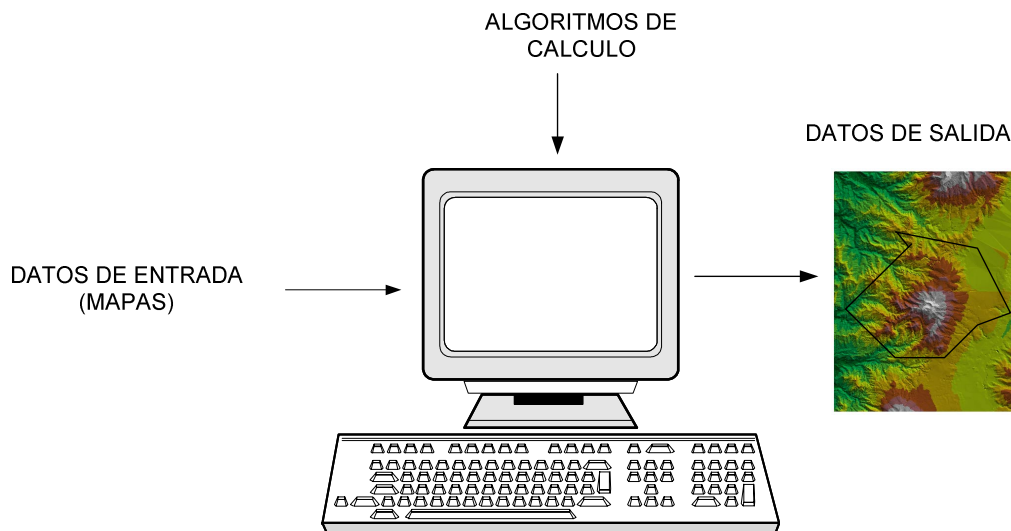 ALGORITMOS DE
CALCULO
DATOS DE SALIDA
DATOS DE ENTRADA
(MAPAS)